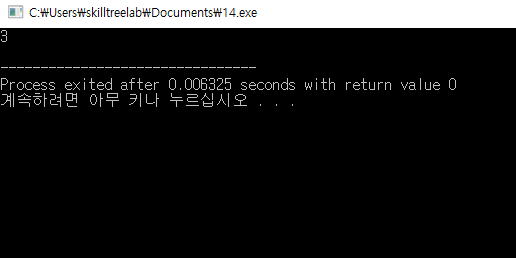 C:₩Users₩skilltreelab₩Documents₩14.exe
3
--------------------------------
Process exited after 0.006325 seconds with return value 0
계속하려면 아무 키나 누르십시오 . . .